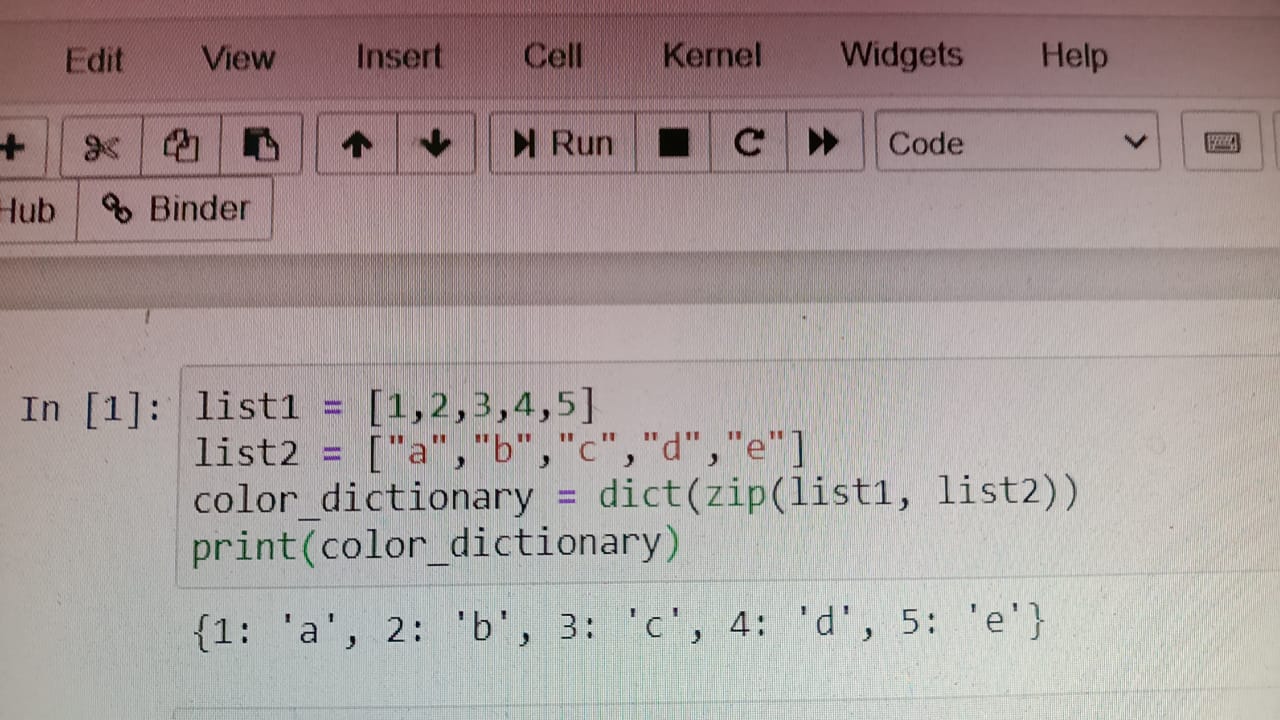 Edit View Insert Cell Kernel Widgets Help
Run Code
Binder
In [1]: list1 = [1,2,3,4,5]
list2 = ["a","b","c","d","e"]
color_dictionary = dict(zip(list1, list2))
print(color_dictionary)
{1: 'a', 2: 'b', 3: 'c', 4: 'd', 5: 'e'}